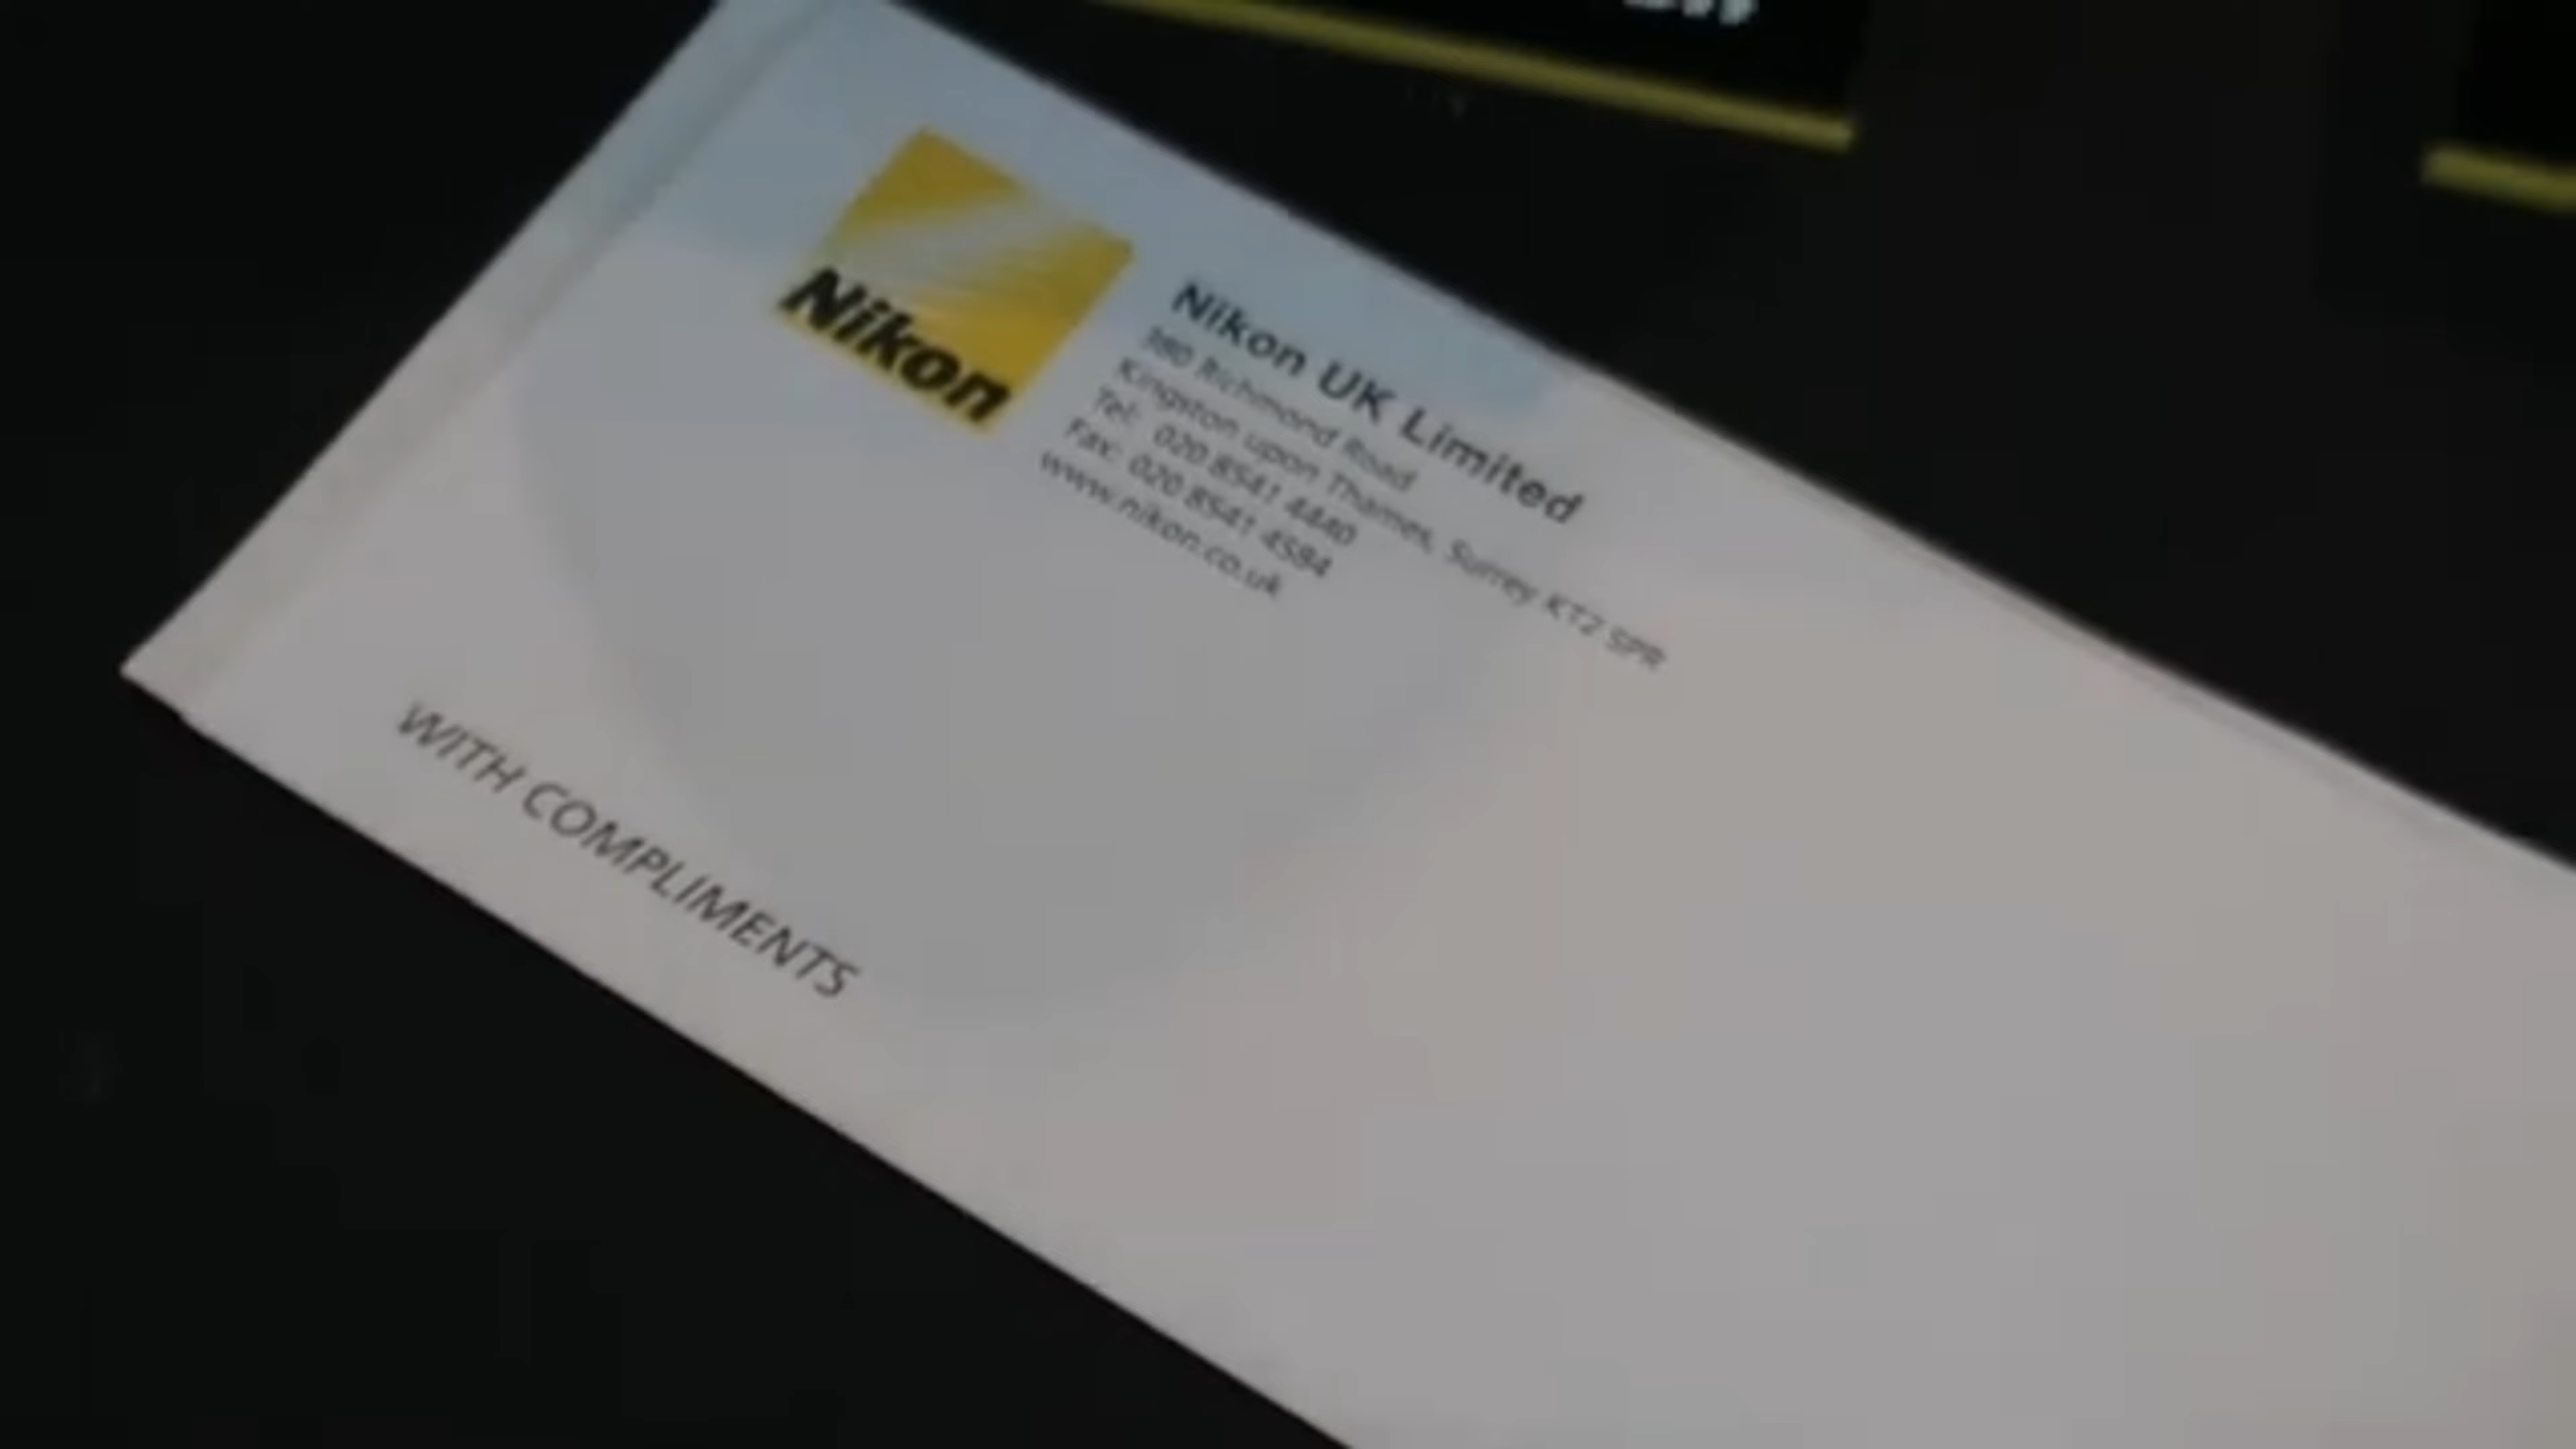 Nikon
Nikon UK Limited
380 Richmond Road
Kingston upon Thames, Surrey KT2 5PR
Tel: 020 8541 4440
Fax: 020 8541 4584
www.nikon.co.uk
WITH COMPLIMENTS